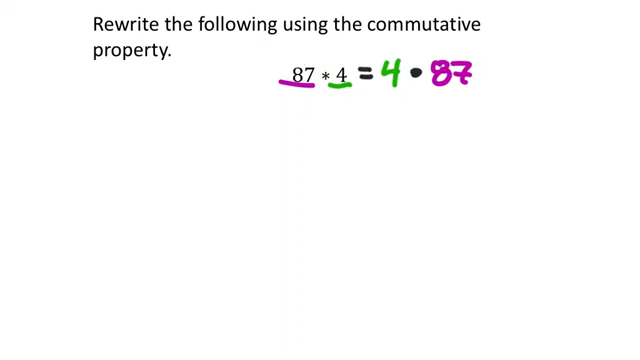 Rewrite the following using the commutative
property.
87 * 4 = 4 • 87